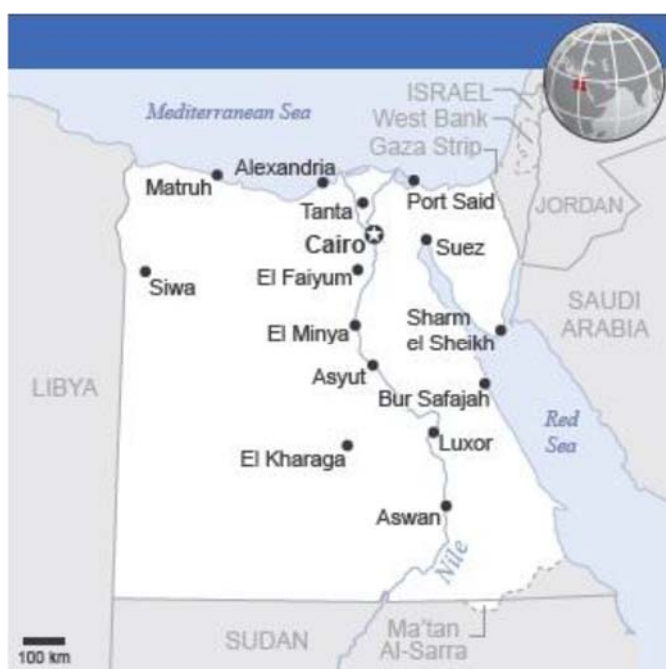 ISRAEL
Mediterranean Sea
West Bank
Gaza Strip
Alexandria
Matruh
Port Said
Tanta
JORDAN
Cairo
Suez
El Faiyum
Siwa
SAUDI
ARABIA
El Minya
Sharm
el Sheikh
Asyut
LIBYA
Bur Safajah
Red
Sea
Luxor
El Kharaga
Aswan
Nile
Ma'tan
Al-Sarra
SUDAN
100 km